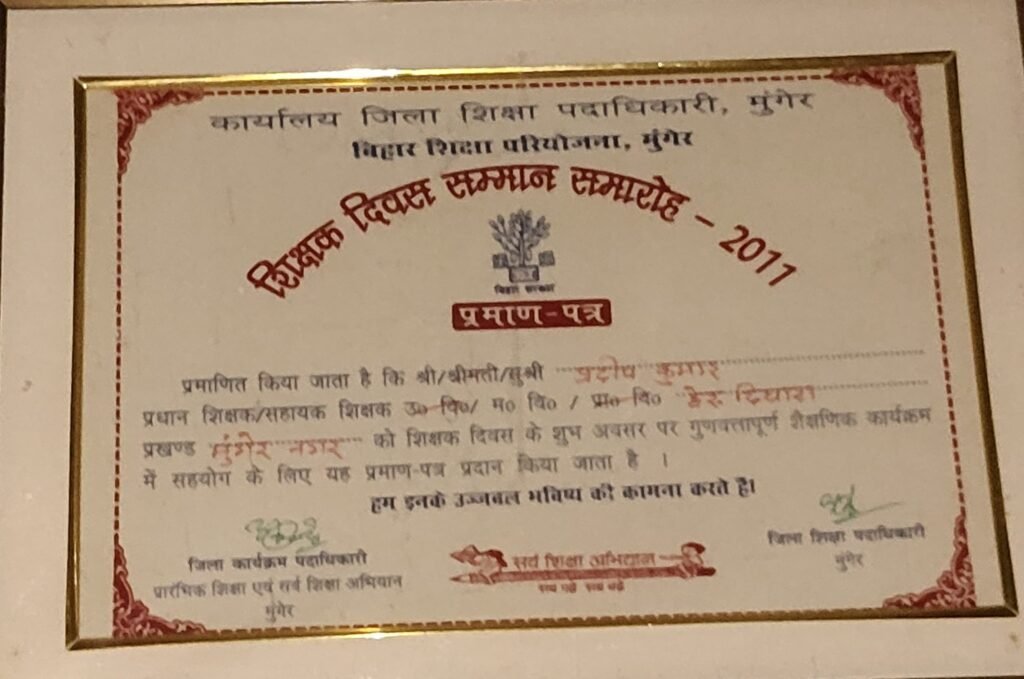 कार्यालय जिला शिक्षा पदाधिकारी, मुंगेर
बिहार शिक्षा परियोजना, मुंगेर
शिक्षक दिवस सम्मान समारोह - 2011
बिहार सरकार
प्रमाण-पत्र
प्रमाणित किया जाता है कि श्री/श्रीमती/सुश्री प्रदीप कुमार
प्रधान शिक्षक/सहायक शिक्षक उ० वि०/ म० वि० / प्रा० वि० हेरु दियारा
प्रखण्ड मुंगेर नगर को शिक्षक दिवस के शुभ अवसर पर गुणवत्तापूर्ण शैक्षणिक कार्यक्रम
में सहयोग के लिए यह प्रमाण-पत्र प्रदान किया जाता है ।
हम इनके उज्जवल भविष्य की कामना करते है।
जिला कार्यक्रम पदाधिकारी
प्रारंभिक शिक्षा एवं सर्व शिक्षा अभियान
मुंगेर
सर्व शिक्षा अभियान
सब पढ़ें सब बढ़ें
जिला शिक्षा पदाधिकारी
मुंगेर